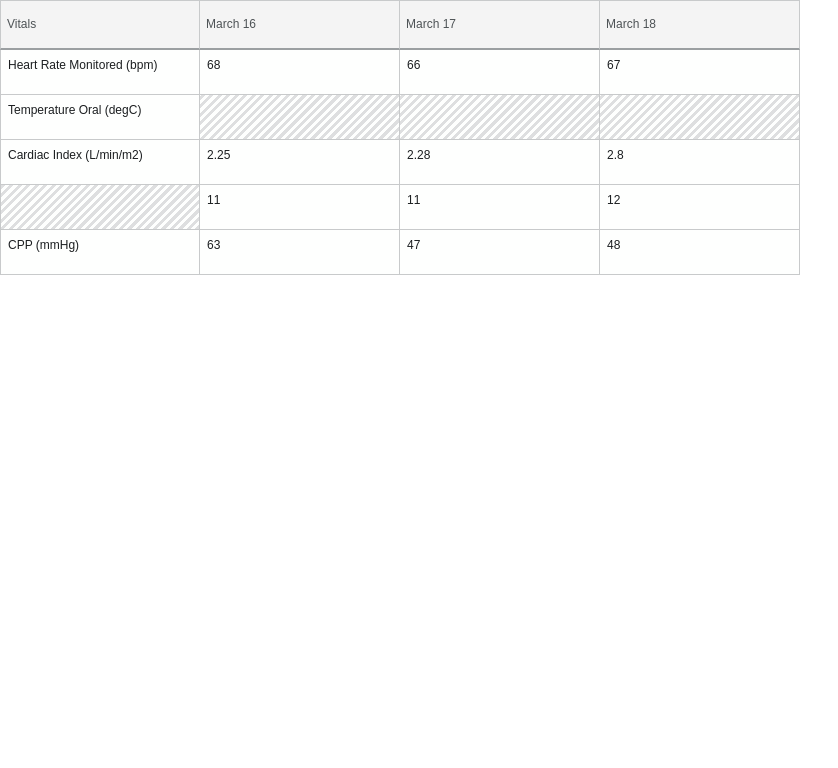 Vitals March 16 March 17 March 18
Heart Rate Monitored (bpm) 68 66 67
Temperature Oral (degC)
Cardiac Index (L/min/m2) 2.25 2.28 2.8
11 11 12
CPP (mmHg) 63 47 48